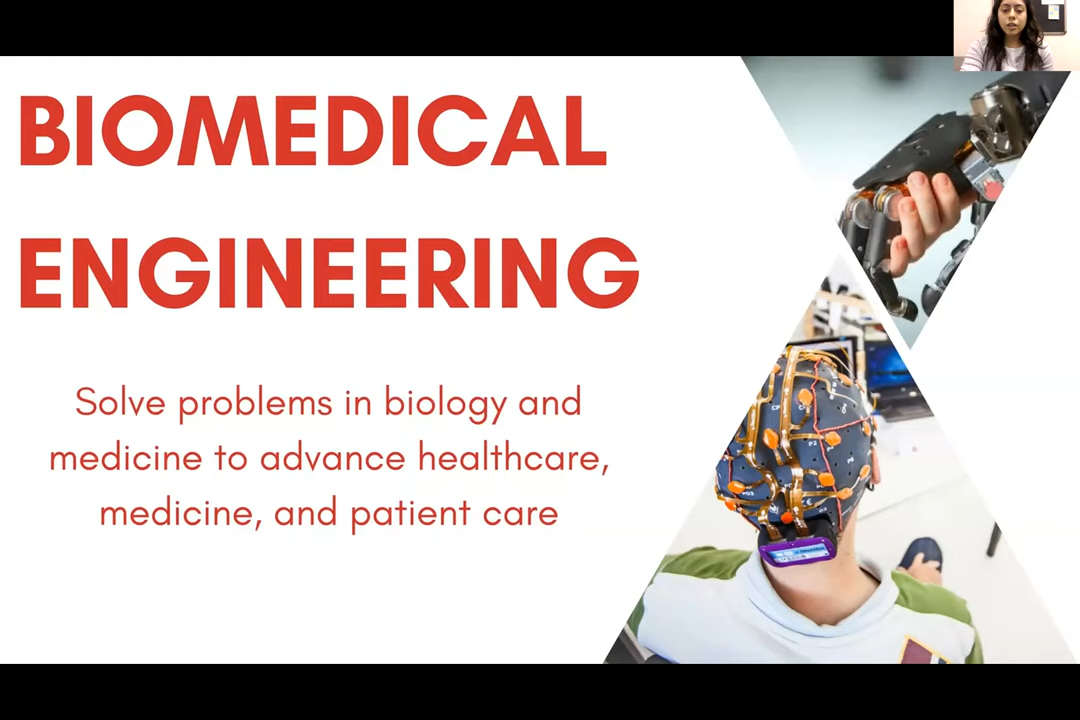 BIOMEDICAL
ENGINEERING
Solve problems in biology and
medicine to advance healthcare,
medicine, and patient care